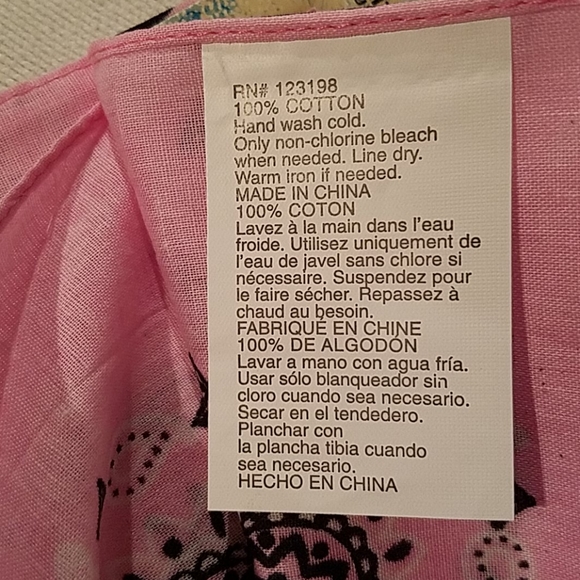 RN# 123198
100% COTTON
Hand wash cold.
Only non-chlorine bleach
when needed. Line dry.
Warm iron if needed.
MADE IN CHINA
100% COTON
Lavez à la main dans l'eau
froide. Utilisez uniquement de
l'eau de javel sans chlore si
nécessaire. Suspendez pour
le faire sécher. Repassez à
chaud au besoin.
FABRIQUÉ EN CHINE
100% DE ALGODÓN
Lavar a mano con agua fría.
Usar sólo blanqueador sin
cloro cuando sea necesario.
Secar en el tendedero.
Planchar con
la plancha tibia cuando
sea necesario.
HECHO EN CHINA